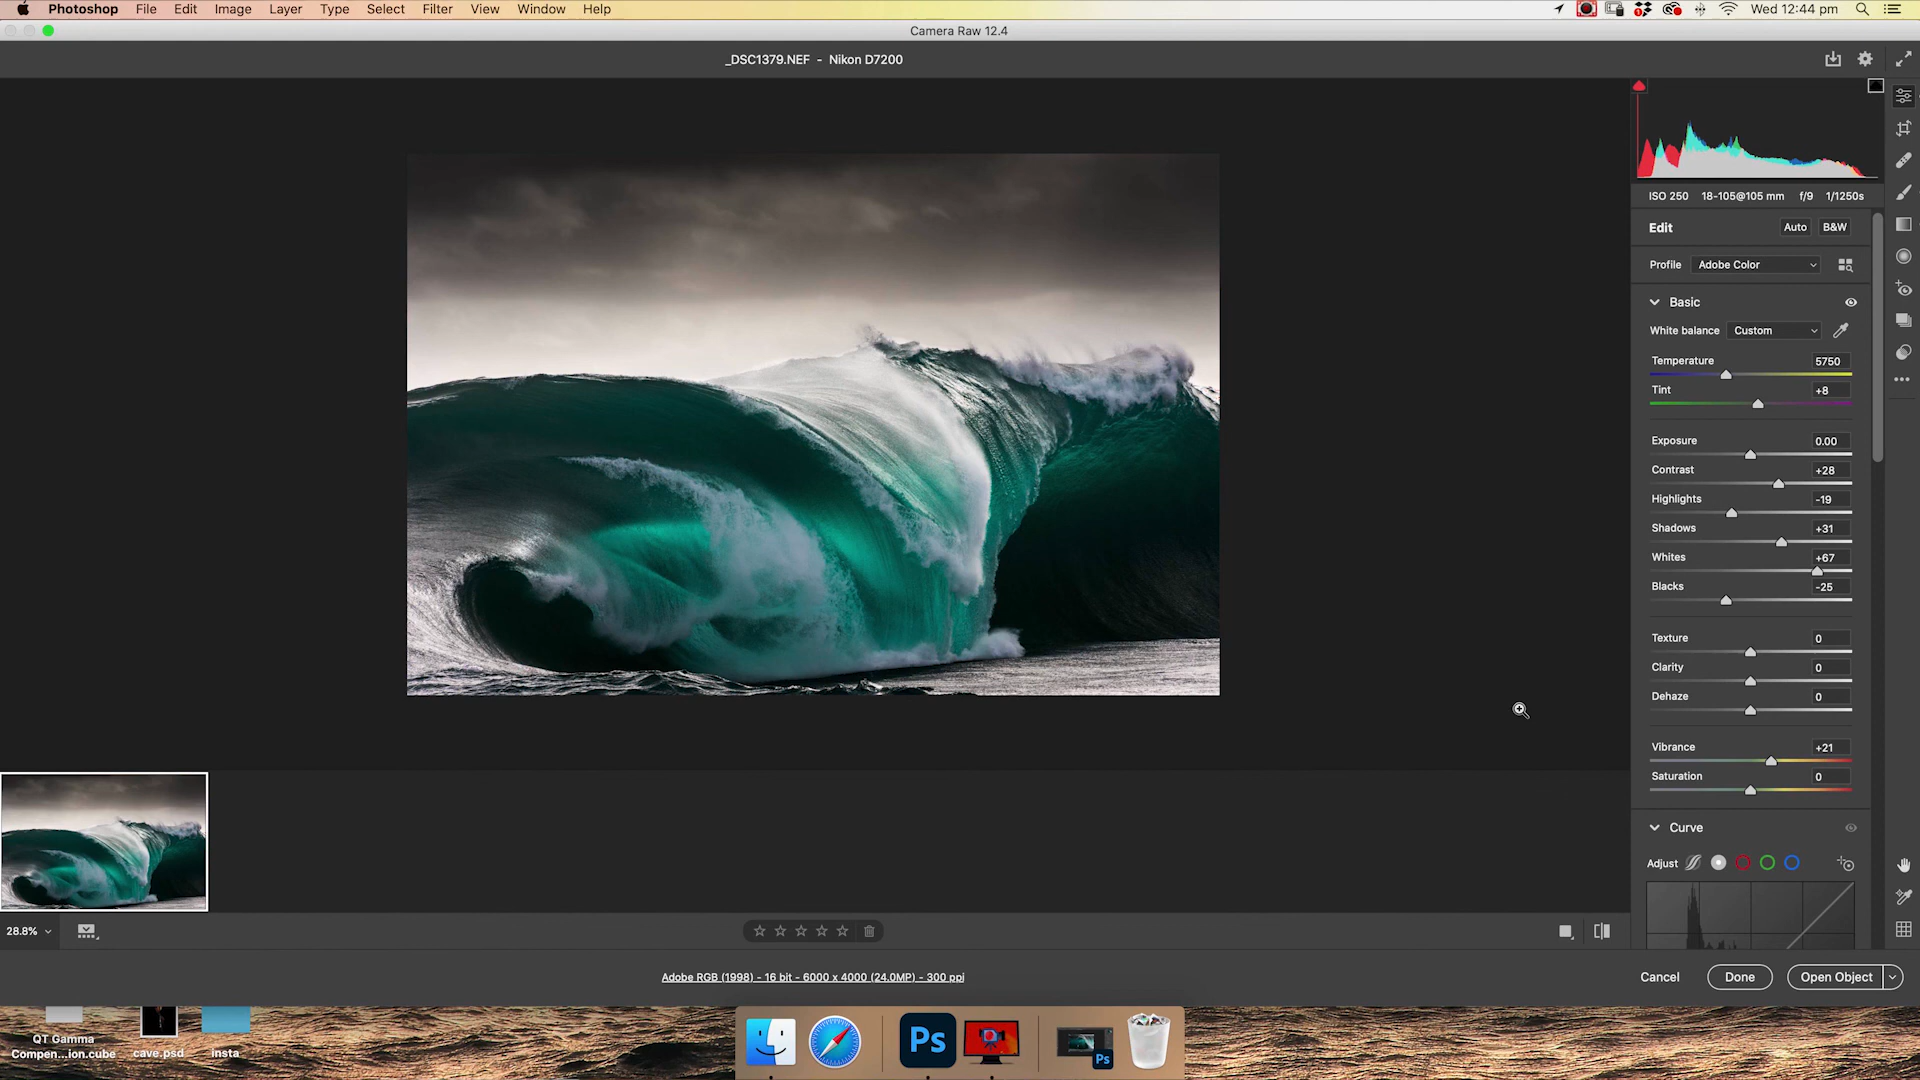 Photoshop File Edit Image Layer Type Select Filter View Window Help Wed 12:44 pm
Camera Raw 12.4
_DSC1379.NEF - Nikon D7200
ISO 250 18-105@105 mm f/9 1/1250s
Edit Auto B&W
Profile Adobe Color
Basic
White balance Custom
Temperature 5750
Tint +8
Exposure 0.00
Contrast +28
Highlights -19
Shadows +31
Whites +67
Blacks -25
Texture 0
Clarity 0
Dehaze 0
Vibrance +21
Saturation 0
Curve
Adjust
28.8%
Adobe RGB (1998) - 16 bit - 6000 x 4000 (24.0MP) - 300 ppi
Cancel Done Open Object
QT Gamma
Compen...ion.cube cave.psd insta
Ps
Ps